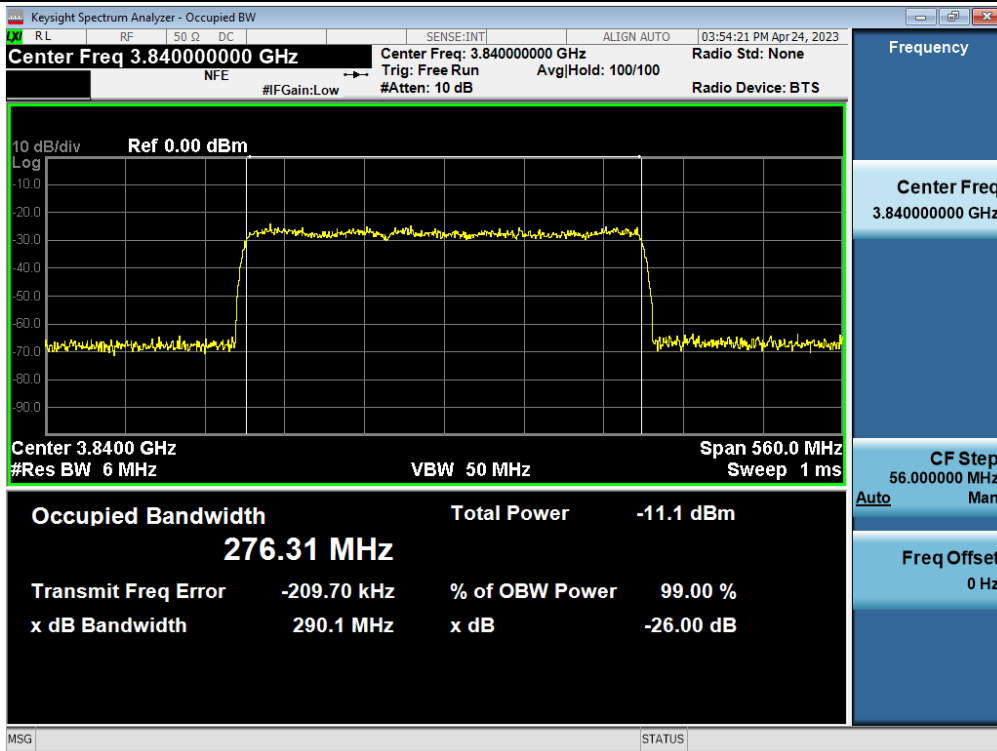 Keysight Spectrum Analyzer - Occupied BW
LXI RL RF 50 Ω DC SENSE:INT ALIGN AUTO 03:54:21 PM Apr 24, 2023
Center Freq 3.840000000 GHz
NFE
#IFGain:Low
Center Freq: 3.840000000 GHz
Trig: Free Run Avg|Hold: 100/100
#Atten: 10 dB
Radio Std: None
Radio Device: BTS
10 dB/div Ref 0.00 dBm
Log
-10.0
-20.0
-30.0
-40.0
-50.0
-60.0
-70.0
-80.0
-90.0
Center 3.8400 GHz Span 560.0 MHz
#Res BW 6 MHz VBW 50 MHz Sweep 1 ms
Occupied Bandwidth Total Power -11.1 dBm
276.31 MHz
Transmit Freq Error -209.70 kHz % of OBW Power 99.00 %
x dB Bandwidth 290.1 MHz x dB -26.00 dB
Frequency
Center Freq
3.840000000 GHz
CF Step
56.000000 MHz
Auto Man
Freq Offset
0 Hz
MSG STATUS